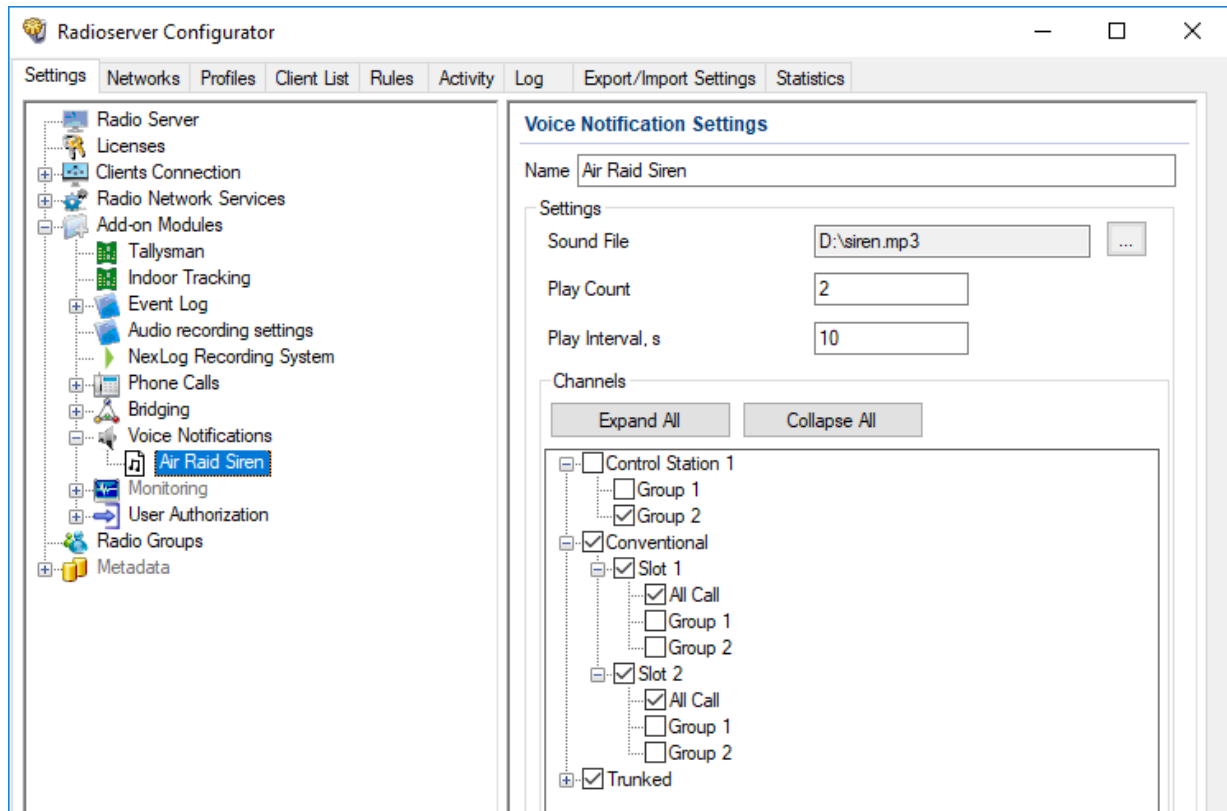 Radioserver Configurator
Settings Networks Profiles Client List Rules Activity Log Export/Import Settings Statistics
Radio Server
Licenses
Clients Connection
Radio Network Services
Add-on Modules
Tallysman
Indoor Tracking
Event Log
Audio recording settings
NexLog Recording System
Phone Calls
Bridging
Voice Notifications
Air Raid Siren
Monitoring
User Authorization
Radio Groups
Metadata
Voice Notification Settings
Name Air Raid Siren
Settings
Sound File D:\siren.mp3 ...
Play Count 2
Play Interval, s 10
Channels
Expand All Collapse All
Control Station 1
Group 1
Group 2
Conventional
Slot 1
All Call
Group 1
Group 2
Slot 2
All Call
Group 1
Group 2
Trunked